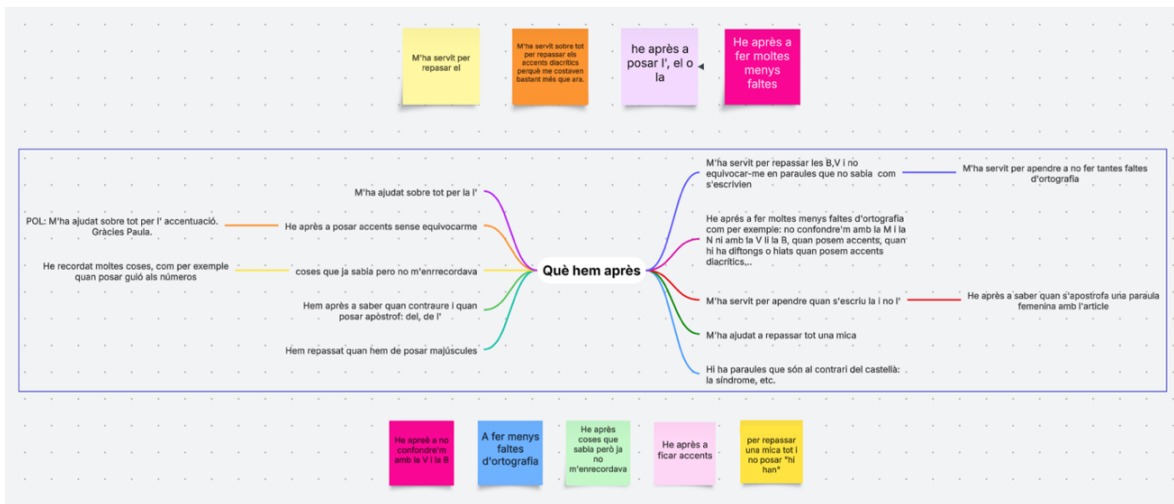 M'ha servit per
repasar el
M'ha servit sobre tot
per repassar els
accents diacrítics
perquè me costaven
bastant més que ara.
he après a
posar l', el o
la
He après a
fer moltes
menys
faltes
M'ha ajudat sobre tot per la l'
POL: M'ha ajudat sobre tot per l' accentuació.
Gràcies Paula.
He après a posar accents sense equivocarme
He recordat moltes coses, com per exemple
quan posar guió als números
coses que ja sabia pero no m'enrrecordava
Hem après a saber quan contraure i quan
posar apòstrof: del, de l'
Hem repassat quan hem de posar majúscules
Què hem après
M'ha servit per repassar les B,V i no
equivocar-me en paraules que no sabia com
s'escrivien
M'ha servit per apendre a no fer tantes faltes
d'ortografia
He aprés a fer moltes menys faltes d'ortografia
com per exemple: no confondre'm amb la M i la
N ni amb la V li la B, quan posem accents, quan
hi ha diftongs o hiats quan posem accents
diacrítics,..
M'ha servit per apendre quan s'escriu la i no l'
He après a saber quan s'apostrofa una paraula
femenina amb l'article
M'ha ajudat a repassar tot una mica
Hi ha paraules que són al contrari del castellà:
la síndrome, etc.
He apreè a no
confondre'm
amb la V i la B
A fer menys
faltes
d'ortografia
He après
coses que
sabia però ja
no
m'enrecordava
He après a
ficar accents
per repassar
una mica tot i
no posar "hi
han"